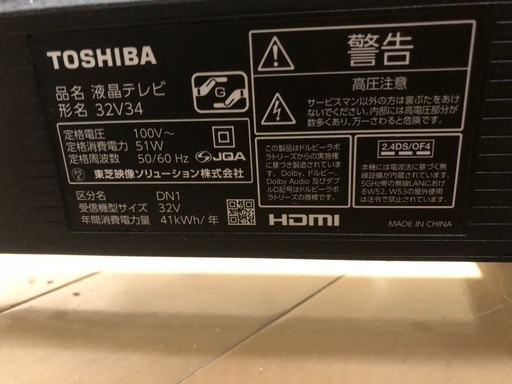 TOSHIBA
品名 液晶テレビ
形名 32V34
G
定格電圧 100V～
定格消費電力 51W
定格周波数 50/60 Hz
JQA
東芝映像ソリューション株式会社
区分名 DN1
受信機型サイズ 32V
年間消費電力量 41kWh/年
警告
高圧注意
サービスマン以外の方は裏ぶたをあけ
ないでください。内部には高電圧部分が
数多くあり、万一さわると危険です。
この製品はドルビーラボ
ラトリーズからの実施権
に基づき製造されていま
す。Dolby、ドルビー、
Dolby Audio 及びダブ
ルD記号はドルビーラボ
ラトリーズの商標です。
2.4DS/OF4
本機には電波法に基づく無
線設備が内蔵されています。
5GHz帯の無線LANにおけ
るW52、W53の屋外使用
は法令で禁止されています。
HDMI
MADE IN CHINA